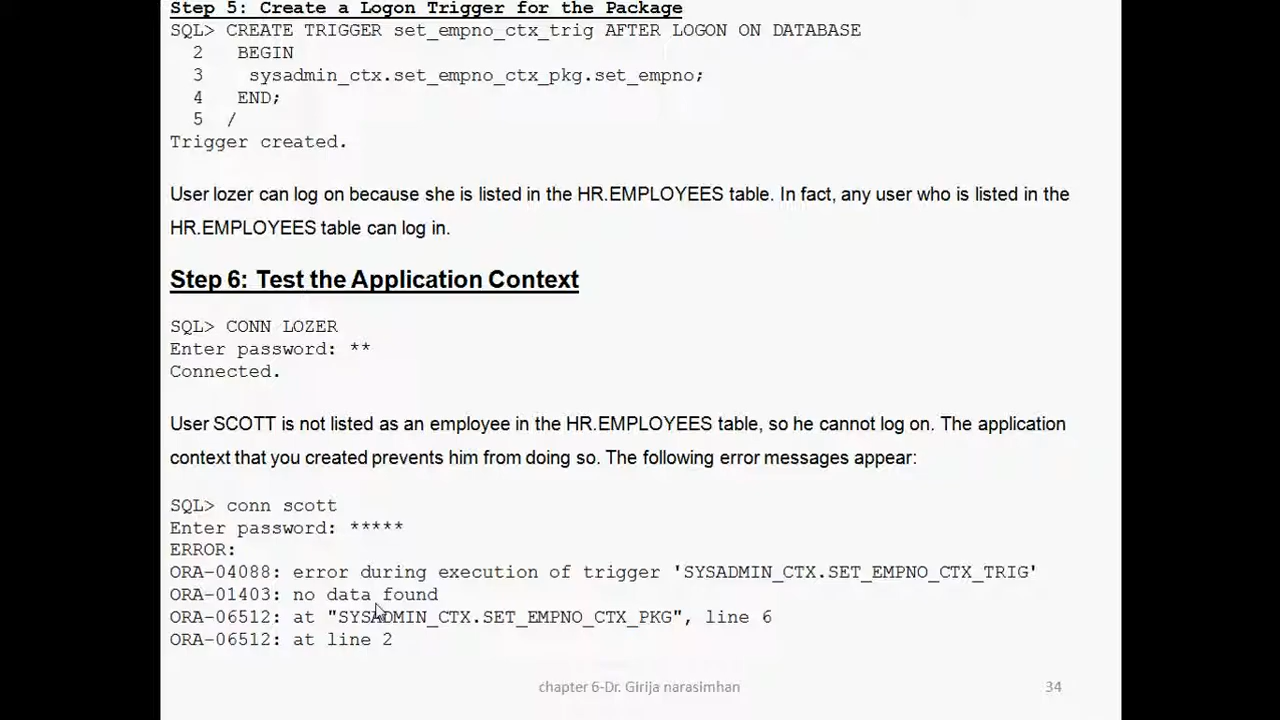 Step 5: Create a Logon Trigger for the Package
SQL> CREATE TRIGGER set_empno_ctx_trig AFTER LOGON ON DATABASE
2 BEGIN
3 sysadmin_ctx.set_empno_ctx_pkg.set_empno;
4 END;
5 /
Trigger created.
User lozer can log on because she is listed in the HR.EMPLOYEES table. In fact, any user who is listed in the
HR.EMPLOYEES table can log in.
Step 6: Test the Application Context
SQL> CONN LOZER
Enter password: **
Connected.
User SCOTT is not listed as an employee in the HR.EMPLOYEES table, so he cannot log on. The application
context that you created prevents him from doing so. The following error messages appear:
SQL> conn scott
Enter password: *****
ERROR:
ORA-04088: error during execution of trigger 'SYSADMIN_CTX.SET_EMPNO_CTX_TRIG'
ORA-01403: no data found
ORA-06512: at "SYSADMIN_CTX.SET_EMPNO_CTX_PKG", line 6
ORA-06512: at line 2
chapter 6-Dr. Girija narasimhan
34